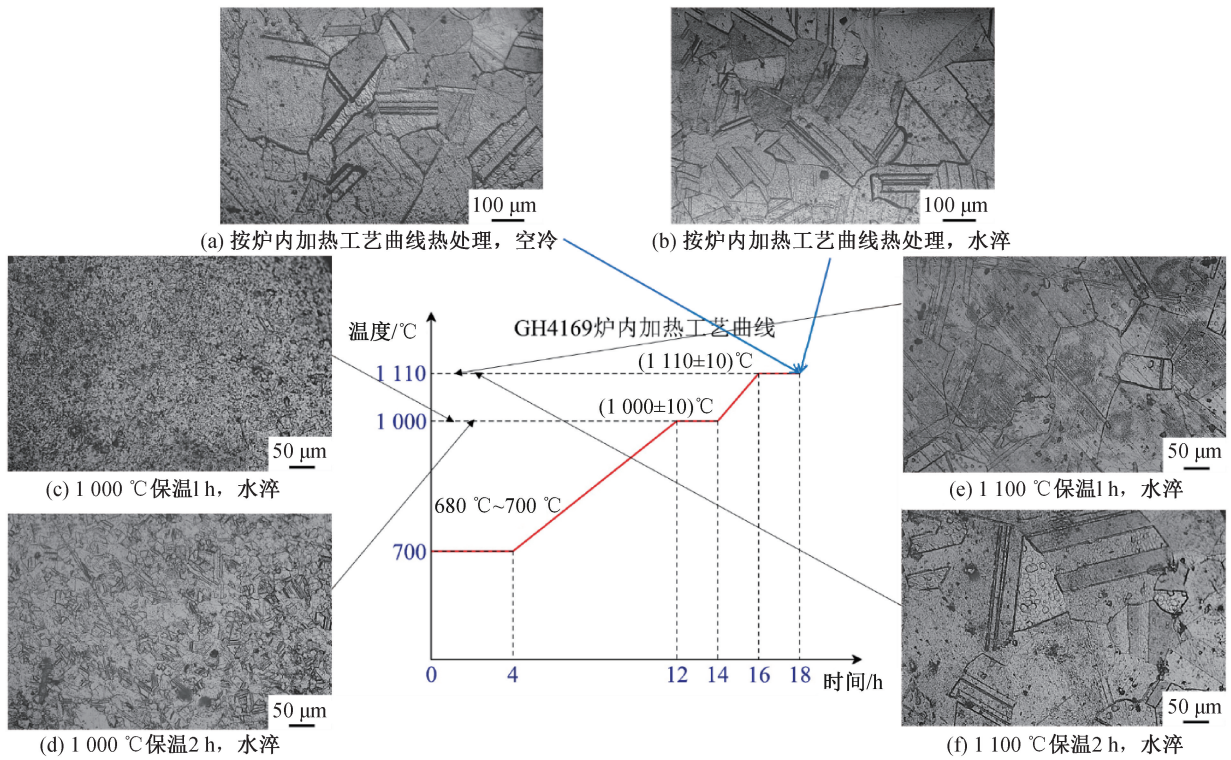 100 μm
100 μm
(a) 按炉内加热工艺曲线热处理，空冷
(b) 按炉内加热工艺曲线热处理，水淬
温度/℃
GH4169炉内加热工艺曲线
1 110
(1 110±10)℃
1 000
(1 000±10)℃
680 ℃~700 ℃
700
0
4
12
14
16
18
时间/h
50 μm
(c) 1 000 ℃保温1 h，水淬
50 μm
(d) 1 000 ℃保温2 h，水淬
50 μm
(e) 1 100 ℃保温1 h，水淬
50 μm
(f) 1 100 ℃保温2 h，水淬